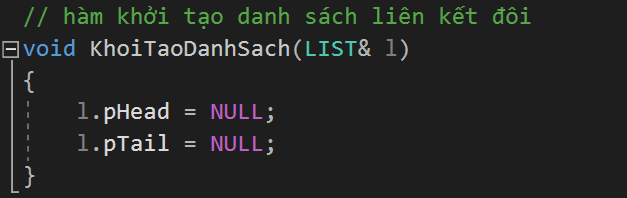 // hàm khởi tạo danh sách liên kết đôi
void KhoiTaoDanhSach(LIST& l)
{
    l.pHead = NULL;
    l.pTail = NULL;
}